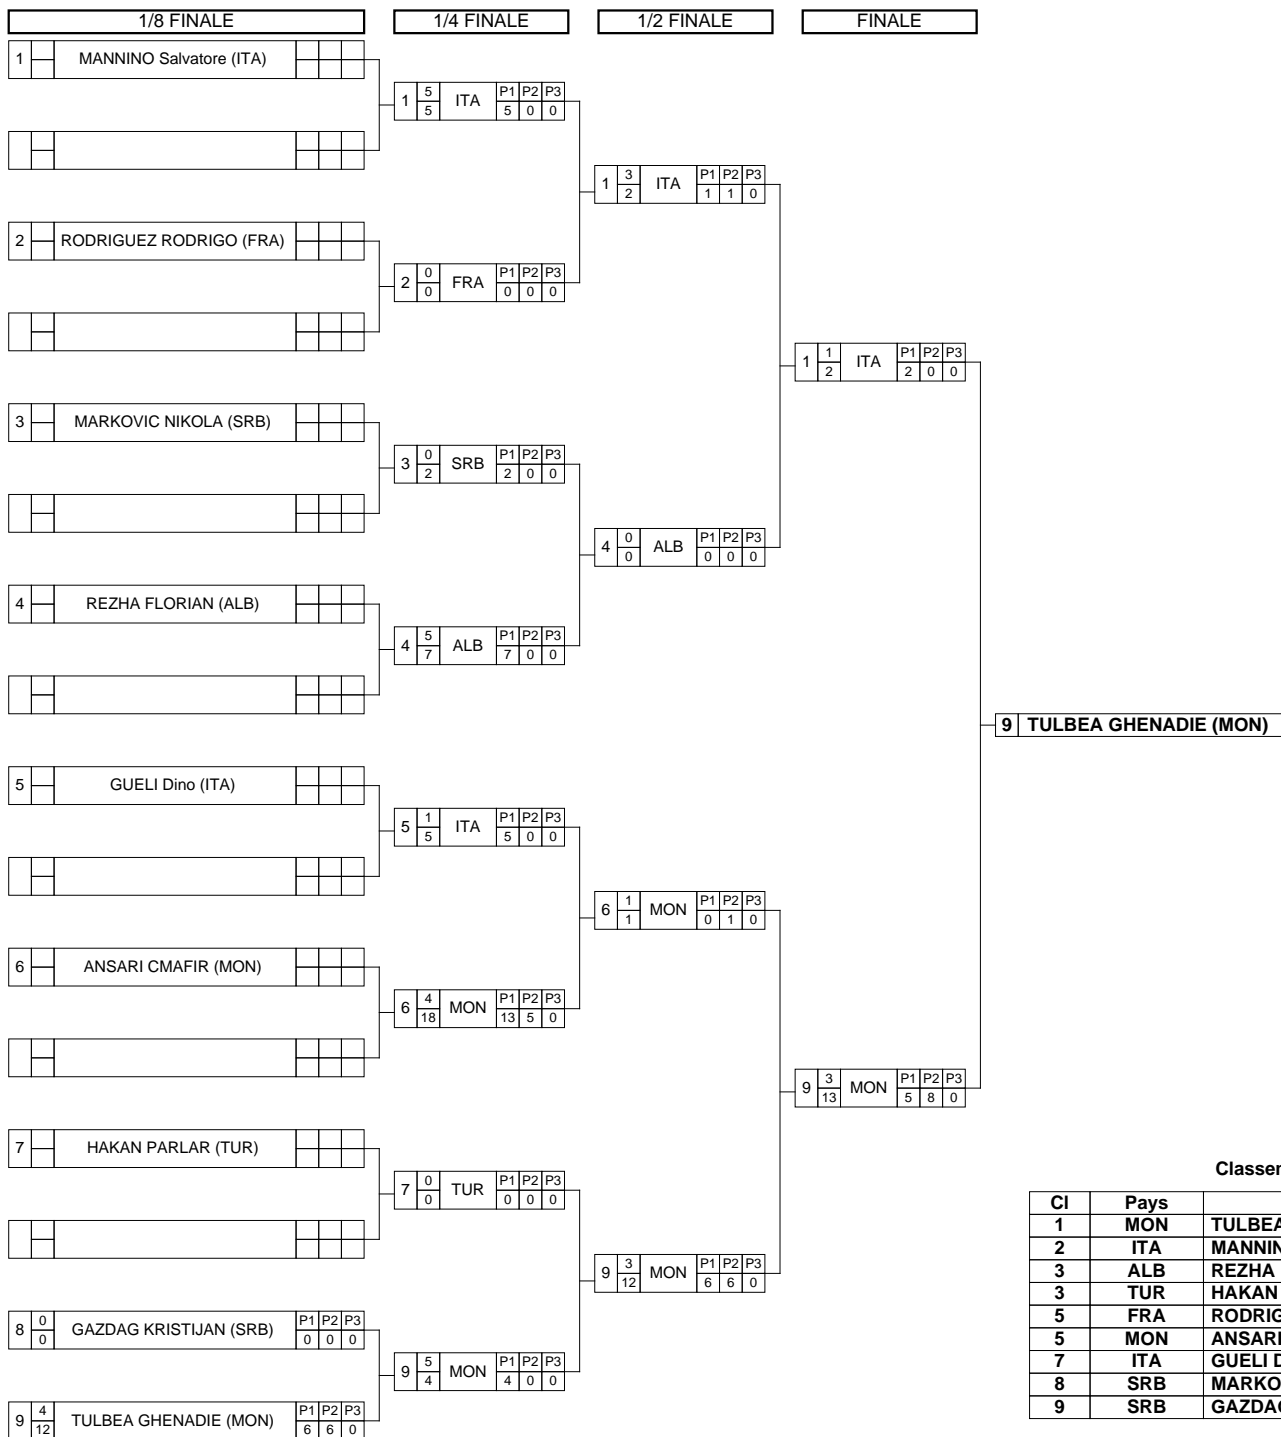 1/8 FINALE 1/4 FINALE 1/2 FINALE FINALE
1 MANNINO Salvatore (ITA)
1 5 5 ITA P1 P2 P3 5 0 0
1 3 2 ITA P1 P2 P3 1 1 0
2 RODRIGUEZ RODRIGO (FRA)
2 0 0 FRA P1 P2 P3 0 0 0
1 1 2 ITA P1 P2 P3 2 0 0
3 MARKOVIC NIKOLA (SRB)
3 0 2 SRB P1 P2 P3 2 0 0
4 0 0 ALB P1 P2 P3 0 0 0
4 REZHA FLORIAN (ALB)
4 5 7 ALB P1 P2 P3 7 0 0
9 TULBEA GHENADIE (MON)
5 GUELI Dino (ITA)
5 1 5 ITA P1 P2 P3 5 0 0
6 1 1 MON P1 P2 P3 0 1 0
6 ANSARI CMAFIR (MON)
6 4 18 MON P1 P2 P3 13 5 0
9 3 13 MON P1 P2 P3 5 8 0
7 HAKAN PARLAR (TUR)
7 0 0 TUR P1 P2 P3 0 0 0
9 3 12 MON P1 P2 P3 6 6 0
8 0 0 GAZDAG KRISTIJAN (SRB) P1 P2 P3 0 0 0
9 5 4 MON P1 P2 P3 4 0 0
9 4 12 TULBEA GHENADIE (MON) P1 P2 P3 6 6 0
Cl Pays
1 MON TULBEA
2 ITA
3 ALB REZHA
3 TUR HAKAN
5 FRA
5 MON ANSARI
7 ITA GUELI
8 SRB
9 SRB